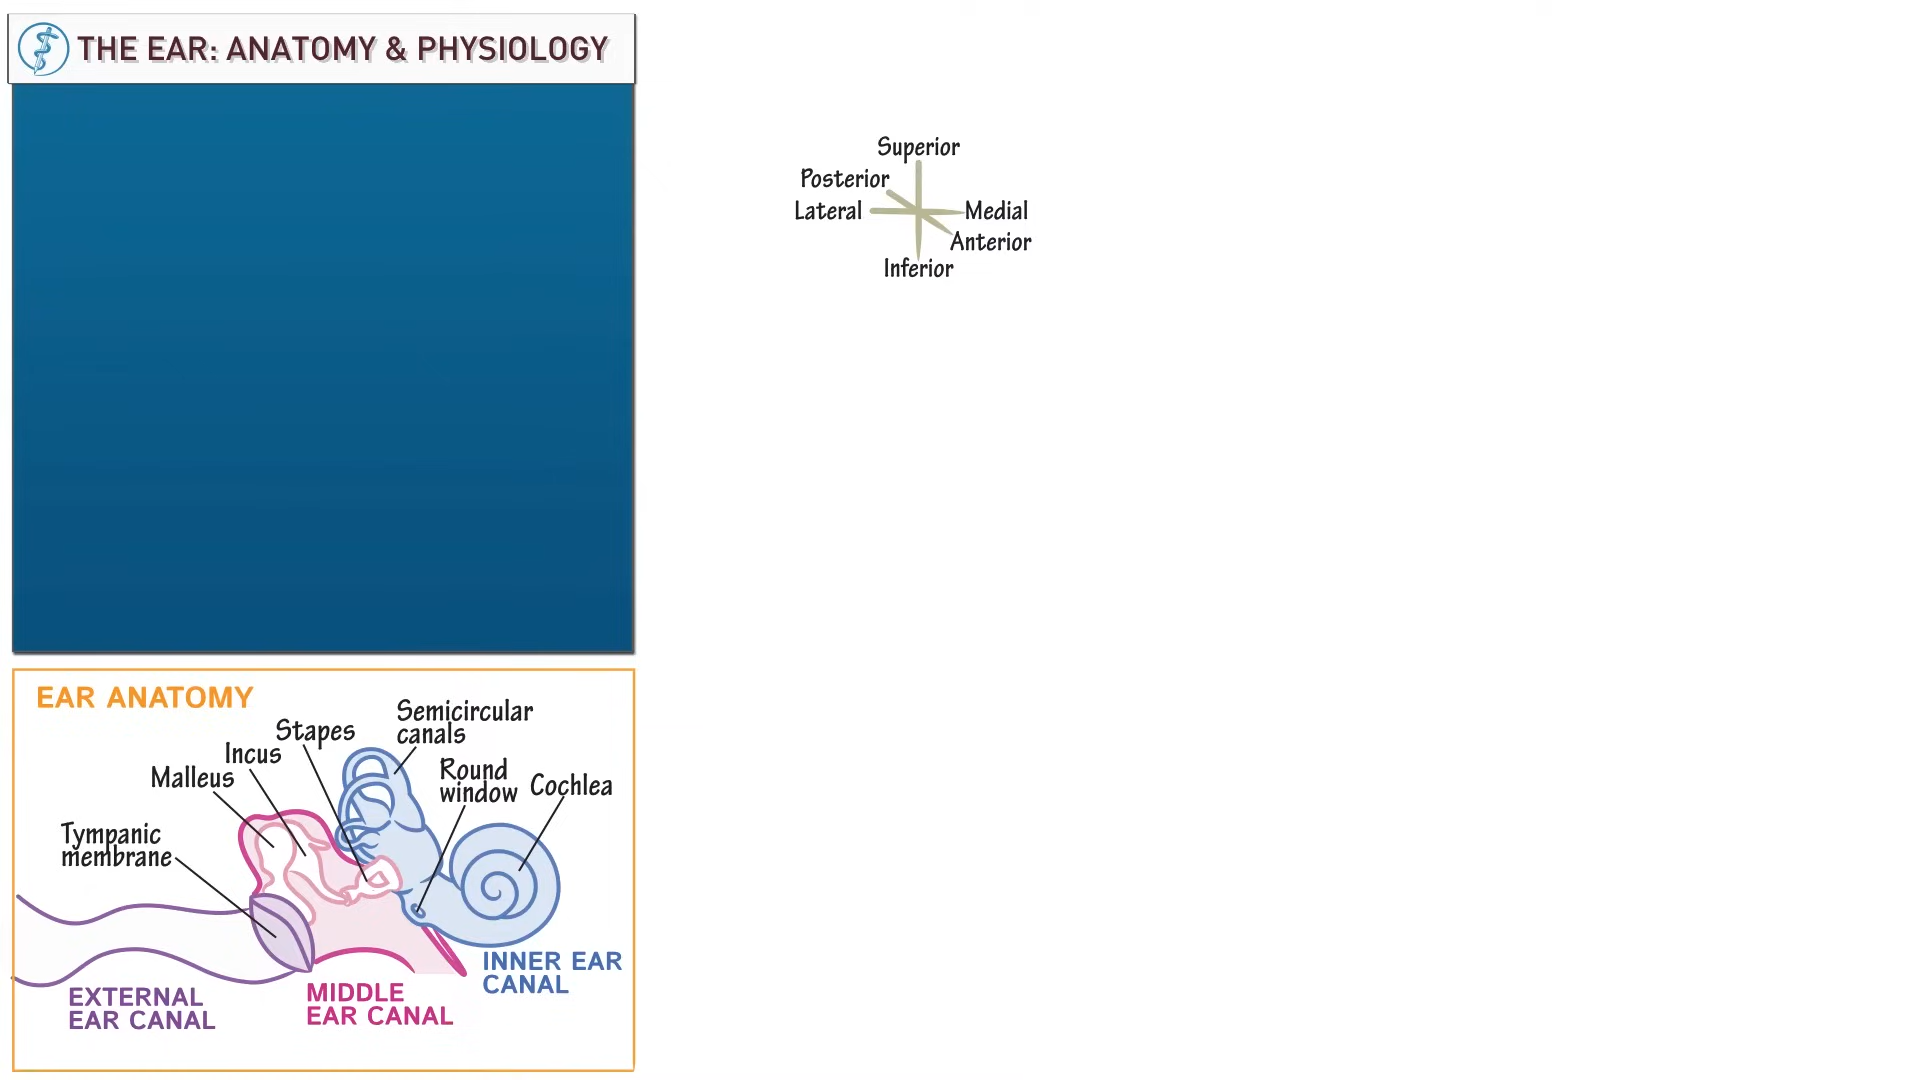 THE EAR: ANATOMY & PHYSIOLOGY
Superior
Posterior
Lateral
Medial
Anterior
Inferior
EAR ANATOMY
Semicircular
canals
Stapes
Incus
Malleus
Round
window
Cochlea
Tympanic
membrane
INNER EAR
CANAL
MIDDLE
EAR CANAL
EXTERNAL
EAR CANAL